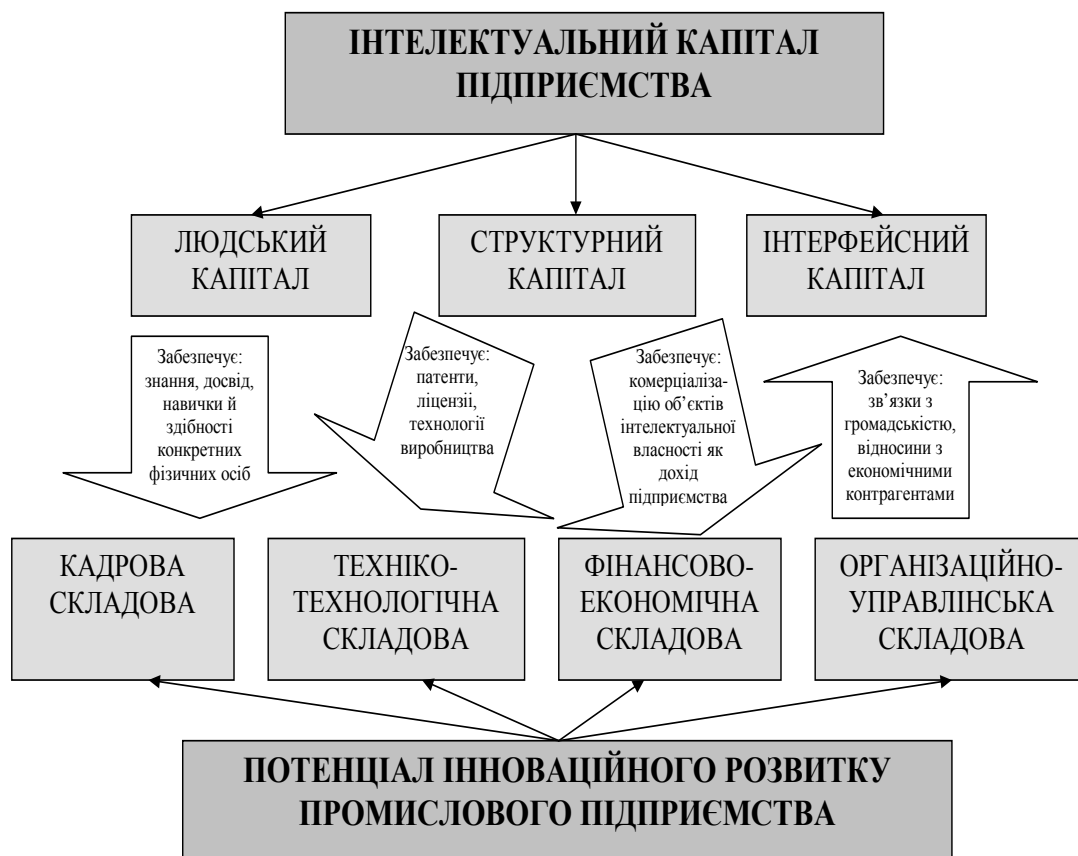 ІНТЕЛЕКТУАЛЬНИЙ КАПІТАЛ
ПІДПРИЄМСТВА
ЛЮДСЬКИЙ
КАПІТАЛ
СТРУКТУРНИЙ
КАПІТАЛ
ІНТЕРФЕЙСНИЙ
КАПІТАЛ
Забезпечує:
знання, досвід,
навички й
здібності
конкретних
фізичних осіб
Забезпечує:
патенти,
ліцензії,
технології
виробництва
Забезпечує:
комерціаліза-
цію об’єктів
інтелектуальної
власності як
дохід
підприємства
Забезпечує:
зв’язки з
громадськістю,
відносини з
економічними
контрагентами
КАДРОВА
СКЛАДОВА
ТЕХНІКО-
ТЕХНОЛОГІЧНА
СКЛАДОВА
ФІНАНСОВО-
ЕКОНОМІЧНА
СКЛАДОВА
ОРГАНІЗАЦІЙНО-
УПРАВЛІНСЬКА
СКЛАДОВА
ПОТЕНЦІАЛ ІННОВАЦІЙНОГО РОЗВИТКУ
ПРОМИСЛОВОГО ПІДПРИЄМСТВА